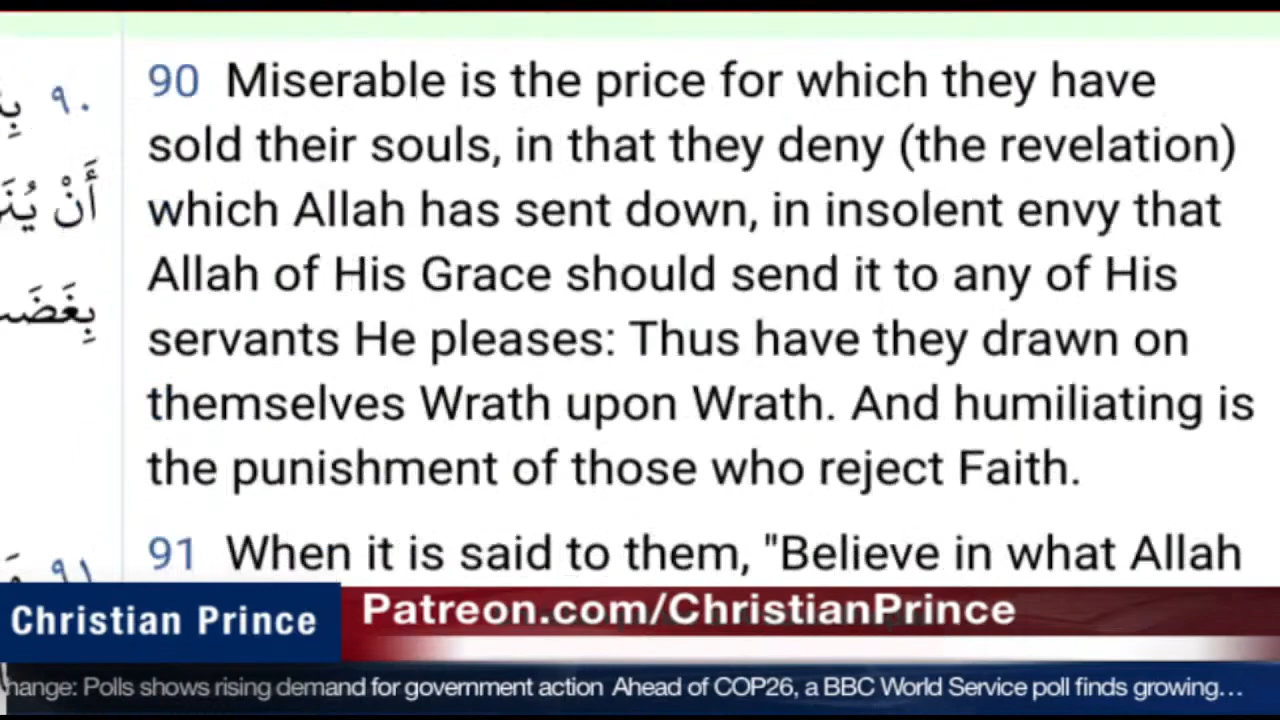 90 Miserable is the price for which they have
sold their souls, in that they deny (the revelation)
which Allah has sent down, in insolent envy that
Allah of His Grace should send it to any of His
servants He pleases: Thus have they drawn on
themselves Wrath upon Wrath. And humiliating is
the punishment of those who reject Faith.
91 When it is said to them, "Believe in what Allah
٩٠
أَنْ
٩١
Christian Prince
Patreon.com/ChristianPrince
hange: Polls shows rising demand for government action Ahead of COP26, a BBC World Service poll finds growing...